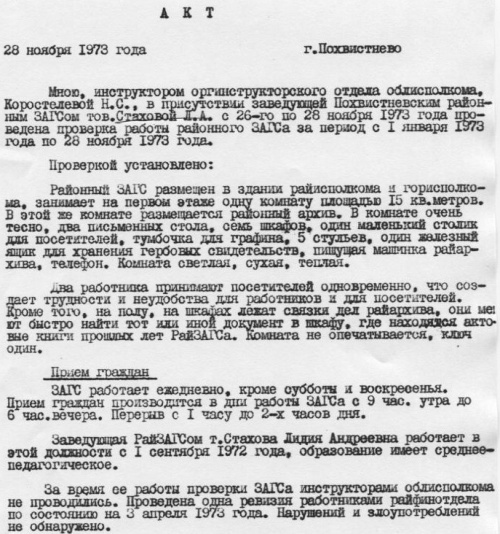 А К Т
28 ноября 1973 года г.Похвистнево
Мною, инструктором оргинструкторского отдела облисполкома,
Коростелевой Н.С., в присутствии заведующей Похвистневским район-
ным ЗАГСом тов.Стаховой Л.А. с 26-го по 28 ноября 1973 года про-
ведена проверка работы районного ЗАГСа за период с I января 1973
года по 28 ноября 1973 года.
Проверкой установлено:
Районный ЗАГС размещен в здании райисполкома и горисполко-
ма, занимает на первом этаже одну комнату площадью 15 кв.метров.
В этой же комнате размещается районный архив. В комнате очень
тесно, два письменных стола, семь шкафов, один маленький столик
для посетителей, тумбочка для графина, 5 стульев, один железный
ящик для хранения гербовых свидетельств, пишущая машинка райар-
хива, телефон. Комната светлая, сухая, теплая.
Два работника принимают посетителей одновременно, что соз-
дает трудности и неудобства для работников и для посетителей.
Кроме того, на полу, на шкафах лежат связки дел райархива, они меш
ют быстро найти тот или иной документ в шкафу, где находятся акто-
вые книги прошлых лет РайЗАГСа. Комната не опечатывается, ключ
один.
Прием граждан
ЗАГС работает ежедневно, кроме субботы и воскресенья.
Прием граждан производится в дни работы ЗАГСа с 9 час. утра до
6 час.вечера. Перерыв с I часу до 2-х часов дня.
Заведующая РайЗАГСом т.Стахова Лидия Андреевна работает в
этой должности с I сентября 1972 года, образование имеет среднее-
педагогическое.
За время ее работы проверки ЗАГСа инструкторами облисполкома
не проводились. Проведена одна ревизия работниками райфинотдела
по состоянию на 3 апреля 1973 года. Нарушений и злоупотреблений
не обнаружено.